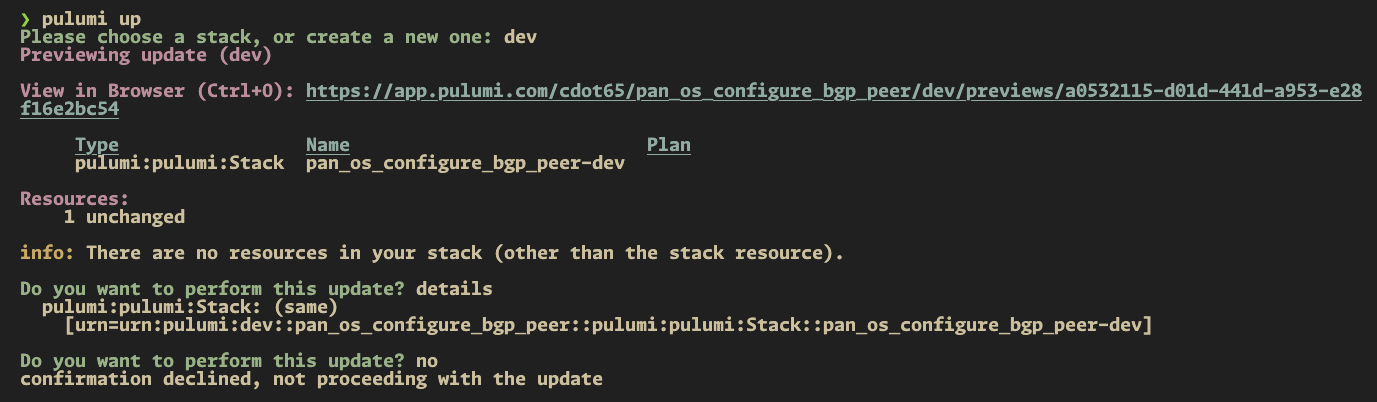 ❯ pulumi up
Please choose a stack, or create a new one: dev
Previewing update (dev)
View in Browser (Ctrl+O): https://app.pulumi.com/cdot65/pan_os_configure_bgp_peer/dev/previews/a0532115-d01d-441d-a953-e28
f16e2bc54
Type Name Plan
pulumi:pulumi:Stack pan_os_configure_bgp_peer-dev
Resources:
1 unchanged
info: There are no resources in your stack (other than the stack resource).
Do you want to perform this update? details
pulumi:pulumi:Stack: (same)
[urn=urn:pulumi:dev::pan_os_configure_bgp_peer::pulumi:pulumi:Stack::pan_os_configure_bgp_peer-dev]
Do you want to perform this update? no
confirmation declined, not proceeding with the update